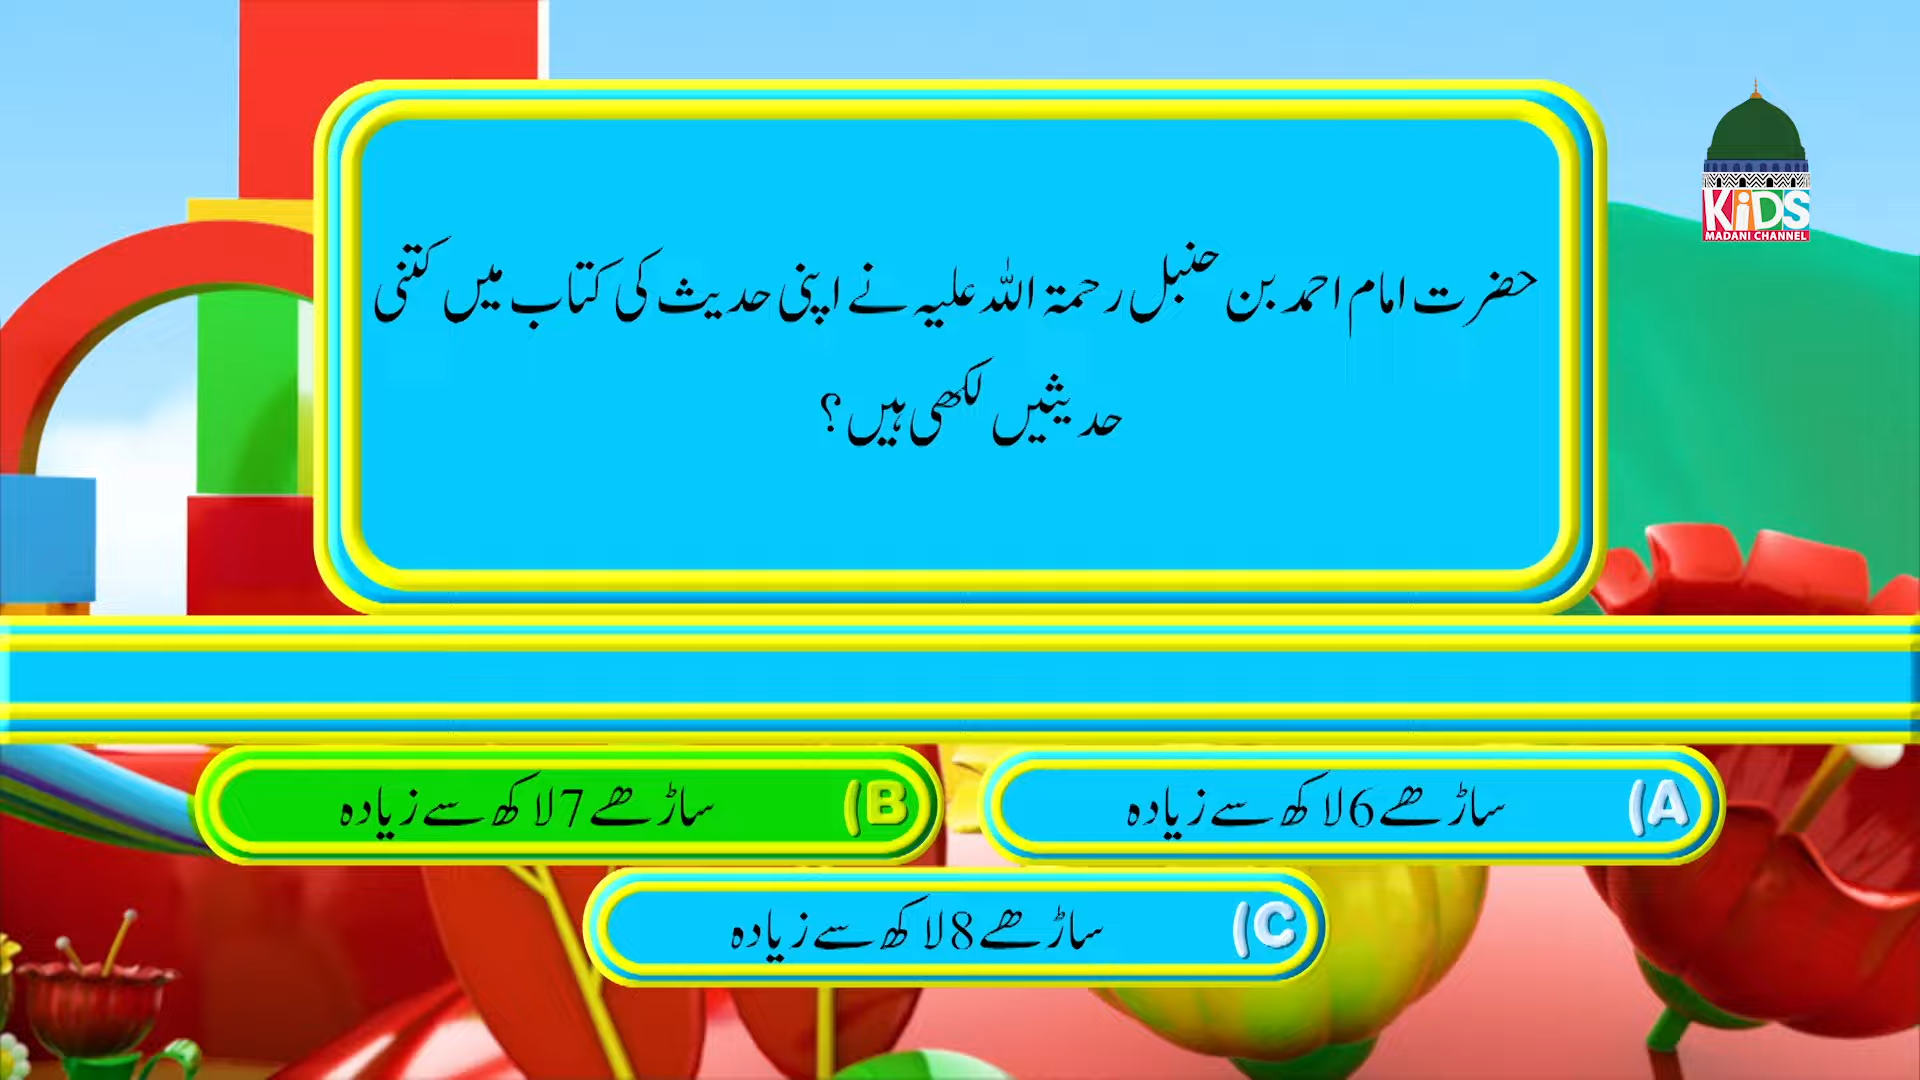 KiDS
MADANI CHANNEL
حضرت امام احمد بن حنبل رحمۃ اللہ علیہ نے اپنی حدیث کی کتاب میں کتنی
حدیثیں لکھی ہیں؟
A) ساڑھے 6 لاکھ سے زیادہ
B) ساڑھے 7 لاکھ سے زیادہ
C) ساڑھے 8 لاکھ سے زیادہ